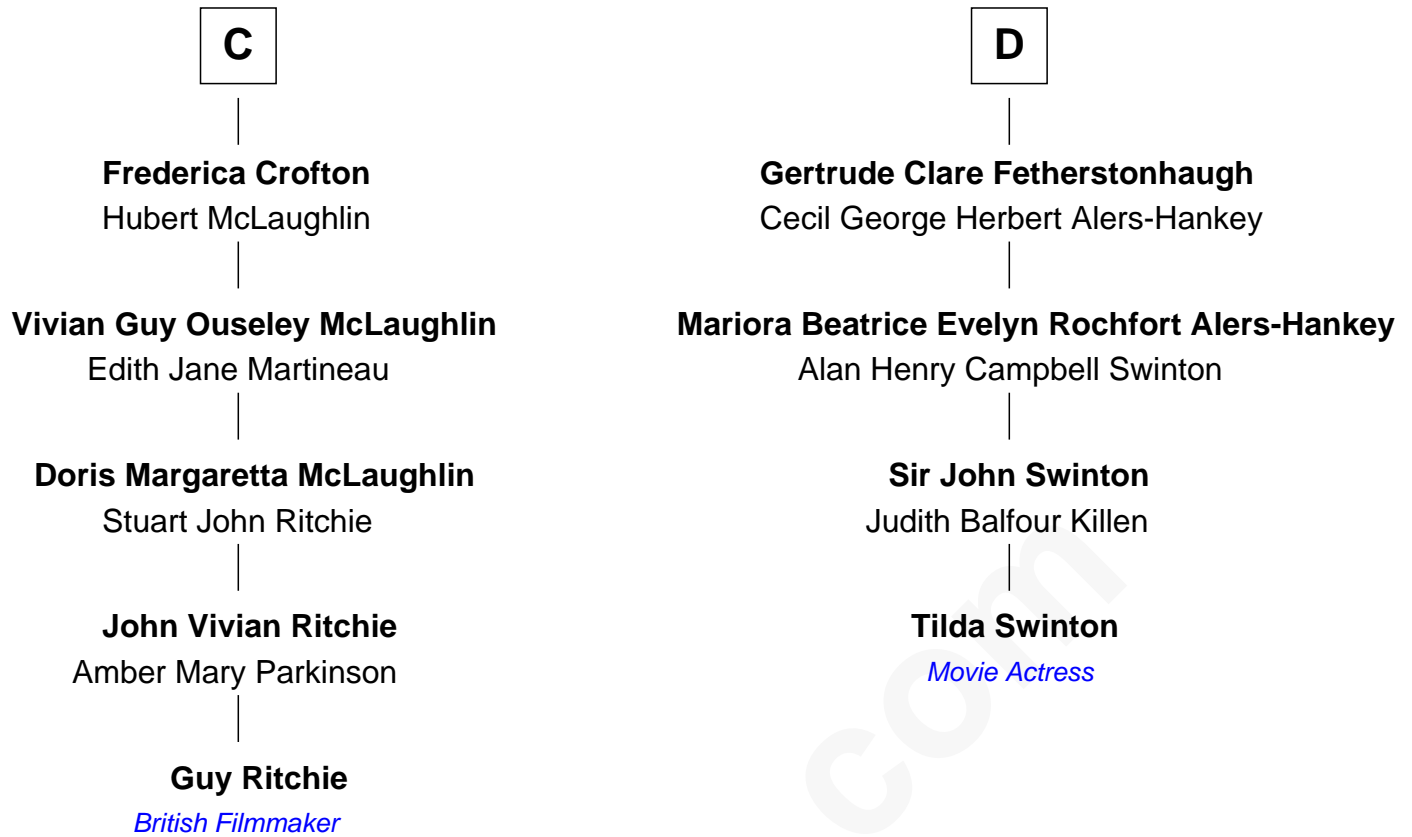 C
Frederica Crofton
Hubert McLaughlin
Vivian Guy Ouseley McLaughlin
Edith Jane Martineau
Doris Margaretta McLaughlin
Stuart John Ritchie
John Vivian Ritchie
Amber Mary Parkinson
Guy Ritchie
British Filmmaker
D
Gertrude Clare Fetherstonhaugh
Cecil George Herbert Alers-Hankey
Mariora Beatrice Evelyn Rochfort Alers-Hankey
Alan Henry Campbell Swinton
Sir John Swinton
Judith Balfour Killen
Tilda Swinton
Movie Actress
com